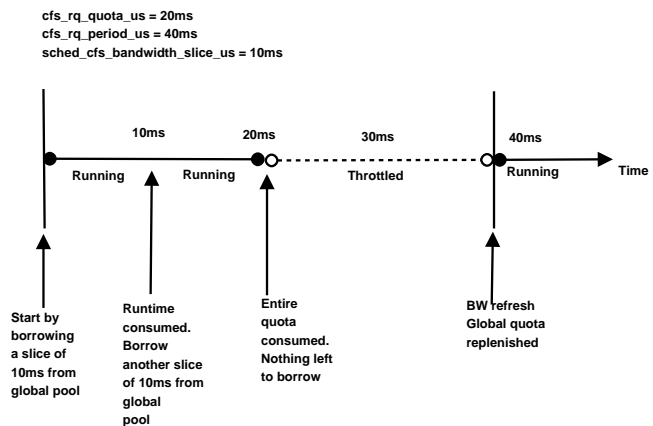 cfs_rq_quota_us = 20ms
cfs_rq_period_us = 40ms
sched_cfs_bandwidth_slice_us = 10ms
10ms
20ms
30ms
40ms
Running
Running
Throttled
Running
Time
Start by
borrowing
a slice of
10ms from
global pool
Runtime
consumed.
Borrow
another slice
of 10ms from
global
pool
Entire
quota
consumed.
Nothing left
to borrow
BW refresh
Global quota
replenished